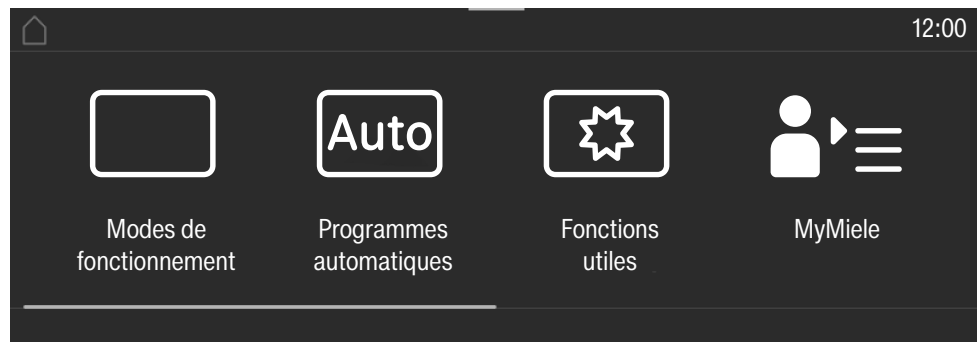 12:00
Auto
Modes de
fonctionnement
Programmes
automatiques
Fonctions
utiles
MyMiele